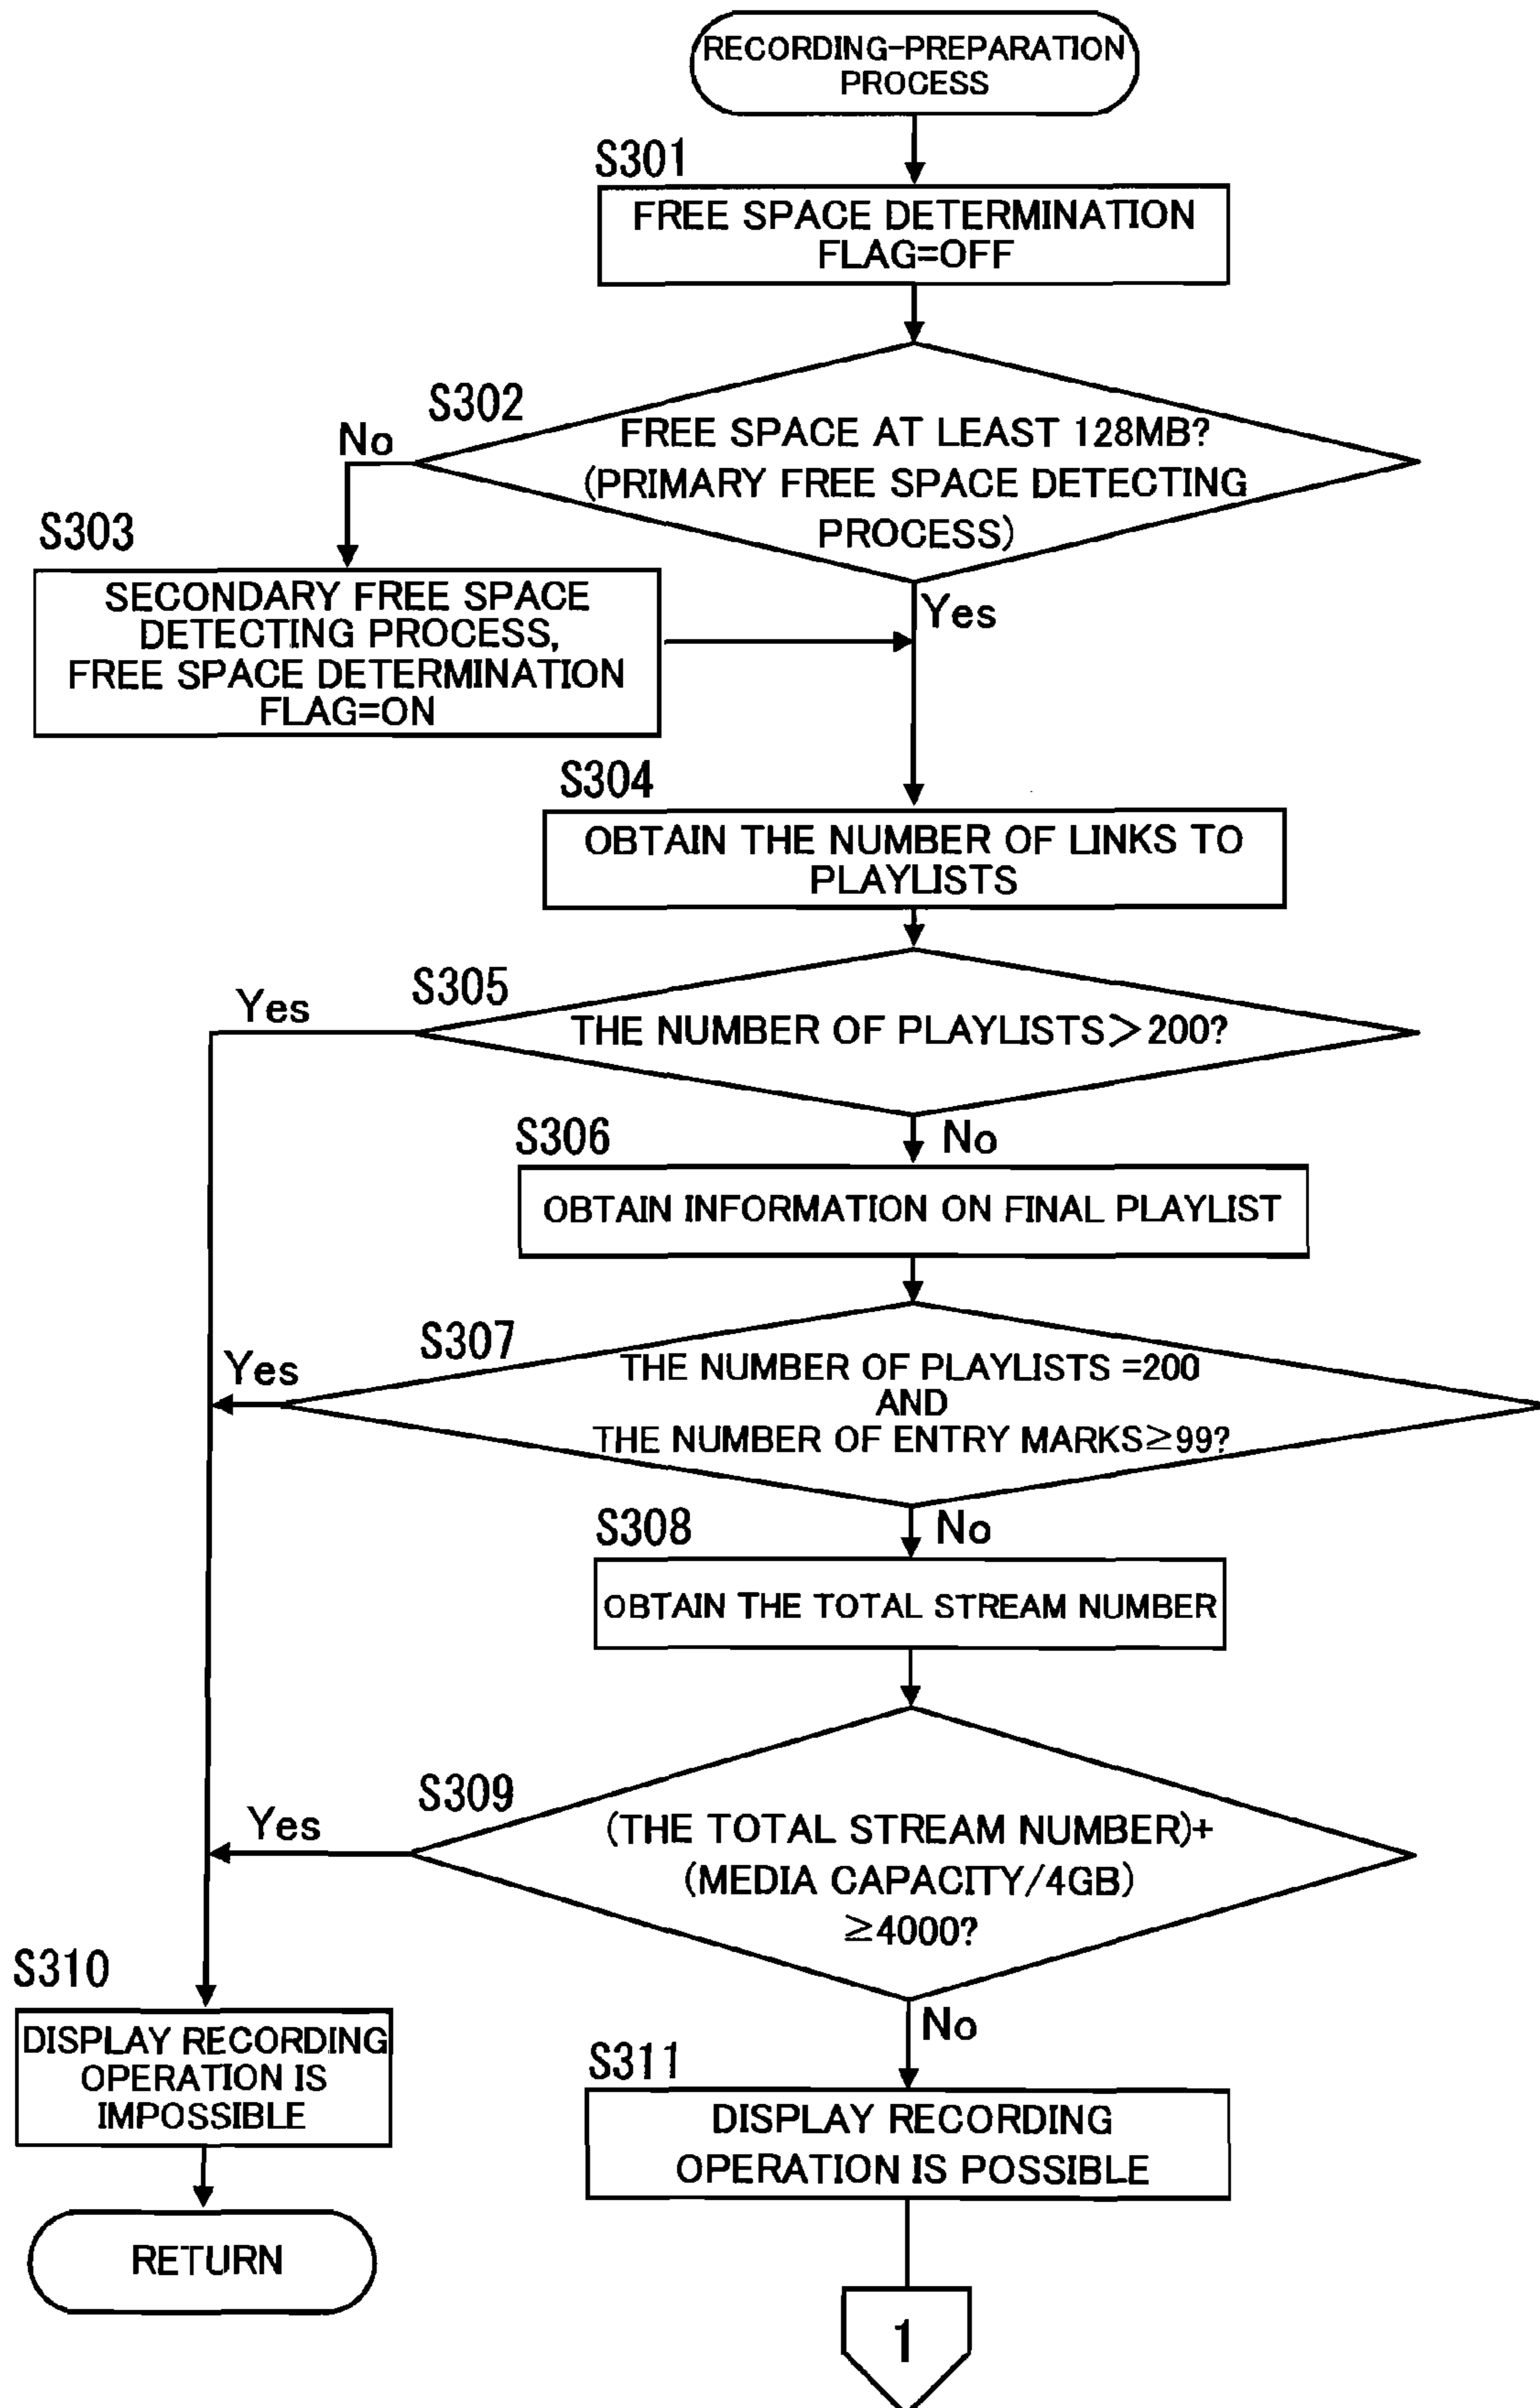 RECORDING-PREPARATION
PROCESS
S301
FREE SPACE DETERMINATION
FLAG=OFF
S302
No
FREE SPACE AT LEAST 128MB?
(PRIMARY FREE SPACE DETECTING
PROCESS)
Yes
S303
SECONDARY FREE SPACE
DETECTING PROCESS,
FREE SPACE DETERMINATION
FLAG=ON
S304
OBTAIN THE NUMBER OF LINKS TO
PLAYLISTS
S305
Yes
THE NUMBER OF PLAYLISTS>200?
No
S306
OBTAIN INFORMATION ON FINAL PLAYLIST
S307
Yes
THE NUMBER OF PLAYLISTS =200
AND
THE NUMBER OF ENTRY MARKS≥99?
No
S308
OBTAIN THE TOTAL STREAM NUMBER
S309
Yes
(THE TOTAL STREAM NUMBER)+
(MEDIA CAPACITY/4GB)
≥4000?
No
S310
DISPLAY RECORDING
OPERATION IS
IMPOSSIBLE
S311
DISPLAY RECORDING
OPERATION IS POSSIBLE
RETURN
1